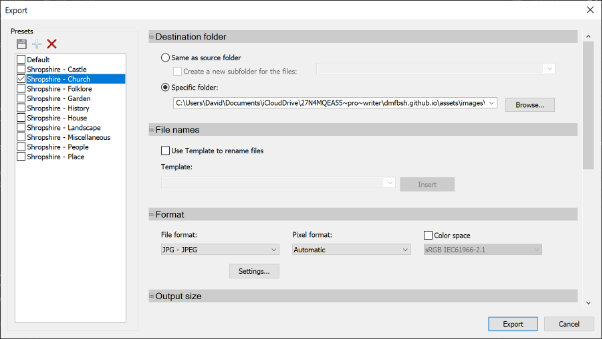 Export
Presets
Default
Shropshire - Castle
Shropshire - Church
Shropshire - Folklore
Shropshire - Garden
Shropshire - History
Shropshire - House
Shropshire - Landscape
Shropshire - Miscellaneous
Shropshire - People
Shropshire - Place
Destination folder
Same as source folder
Create a new subfolder for the files:
Specific folder:
C:\Users\David\Documents\iCloudDrive\27N4MQEA55~pro~writer\dmfbsh.github.io\assets\images\
Browse...
File names
Use Template to rename files
Template:
Insert
Format
File format:
Pixel format:
Color space
JPG - JPEG
Automatic
sRGB IEC61966-2.1
Settings...
Output size
Export
Cancel